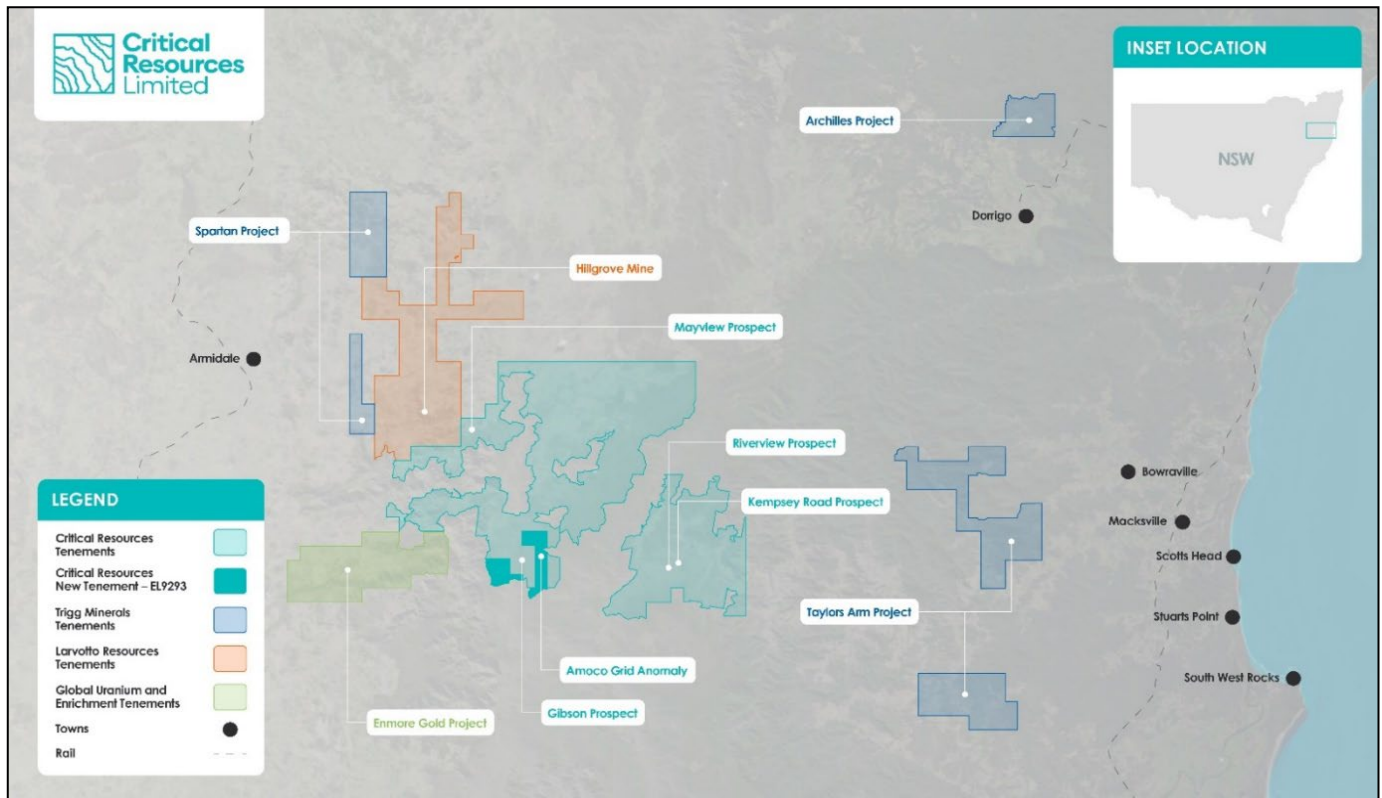 Critical
Resources
Limited
INSET LOCATION
NSW
Archilles Project
Dorrigo
Spartan Project
Hillgrove Mine
Mayview Prospect
Armidale
Riverview Prospect
Kempsey Road Prospect
Bowraville
Macksville
Scotts Head
Taylors Arm Project
Stuarts Point
Amoco Grid Anomaly
South West Rocks
Gibson Prospect
Enmore Gold Project
LEGEND
Critical Resources
Tenements
Critical Resources
New Tenement – EL9293
Trigg Minerals
Tenements
Larvotto Resources
Tenements
Global Uranium and
Enrichment Tenements
Towns
Rail